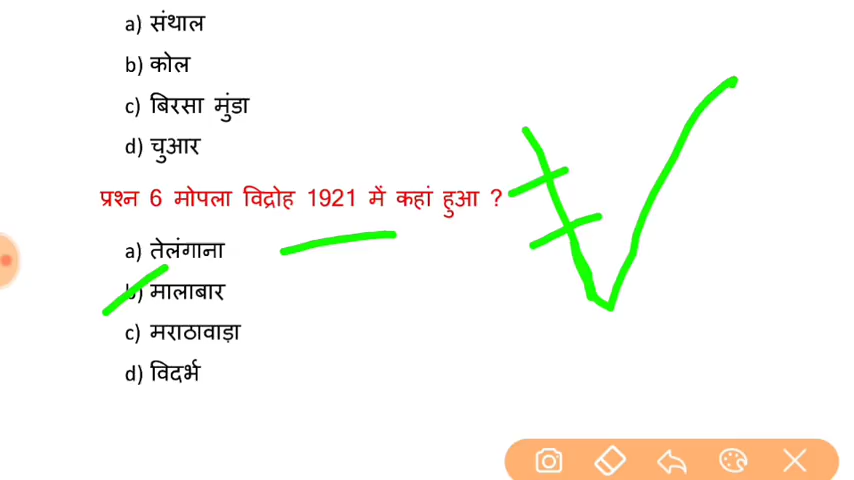 a) संथाल
b) कोल
c) बिरसा मुंडा
d) चुआर
प्रश्न 6 मोपला विद्रोह 1921 में कहां हुआ ?
a) तेलंगाना
b) मालाबार
c) मराठावाड़ा
d) विदर्भ